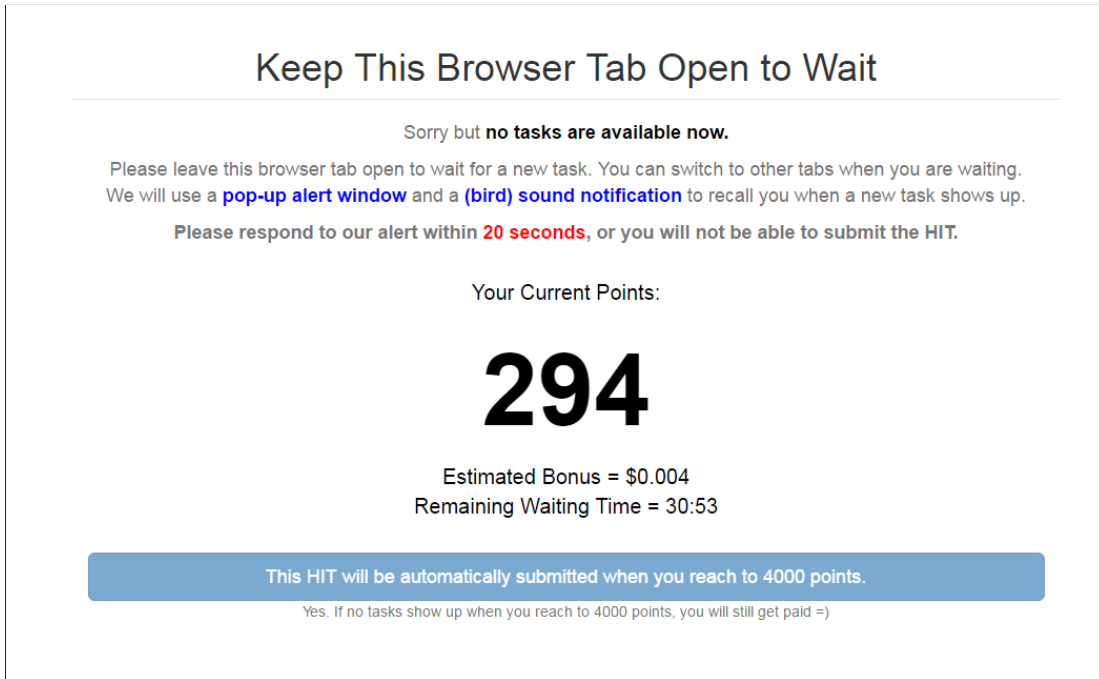 Keep This Browser Tab Open to Wait
Sorry but no tasks are available now.
Please leave this browser tab open to wait for a new task. You can switch to other tabs when you are waiting.
We will use a pop-up alert window and a (bird) sound notification to recall you when a new task shows up.
Please respond to our alert within 20 seconds, or you will not be able to submit the HIT.
Your Current Points:
294
Estimated Bonus = $0.004
Remaining Waiting Time = 30:53
This HIT will be automatically submitted when you reach to 4000 points.
Yes. If no tasks show up when you reach to 4000 points, you will still get paid =)